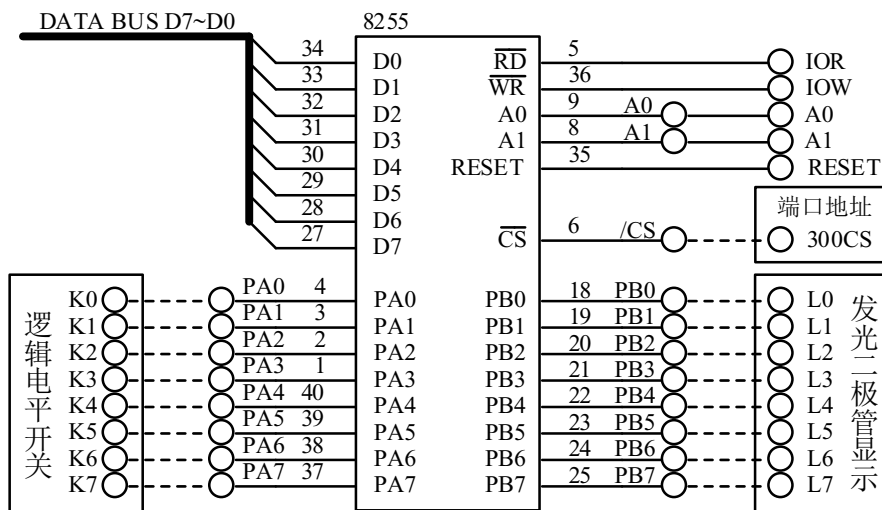 DATA BUS D7~D0
8255
34 D0 RD 5 IOR
33 D1 WR 36 IOW
32 D2 A0 9 A0 A0
31 D3 A1 8 A1 A1
30 D4 RESET 35 RESET
29 D5
28 D6
27 D7 CS 6 /CS
端口地址
300CS
逻辑电平开关
K0 PA0 4 PA0 PB0 18 PB0 L0
K1 PA1 3 PA1 PB1 19 PB1 L1
K2 PA2 2 PA2 PB2 20 PB2 L2
K3 PA3 1 PA3 PB3 21 PB3 L3
K4 PA4 40 PA4 PB4 22 PB4 L4
K5 PA5 39 PA5 PB5 23 PB5 L5
K6 PA6 38 PA6 PB6 24 PB6 L6
K7 PA7 37 PA7 PB7 25 PB7 L7
发光二极管显示